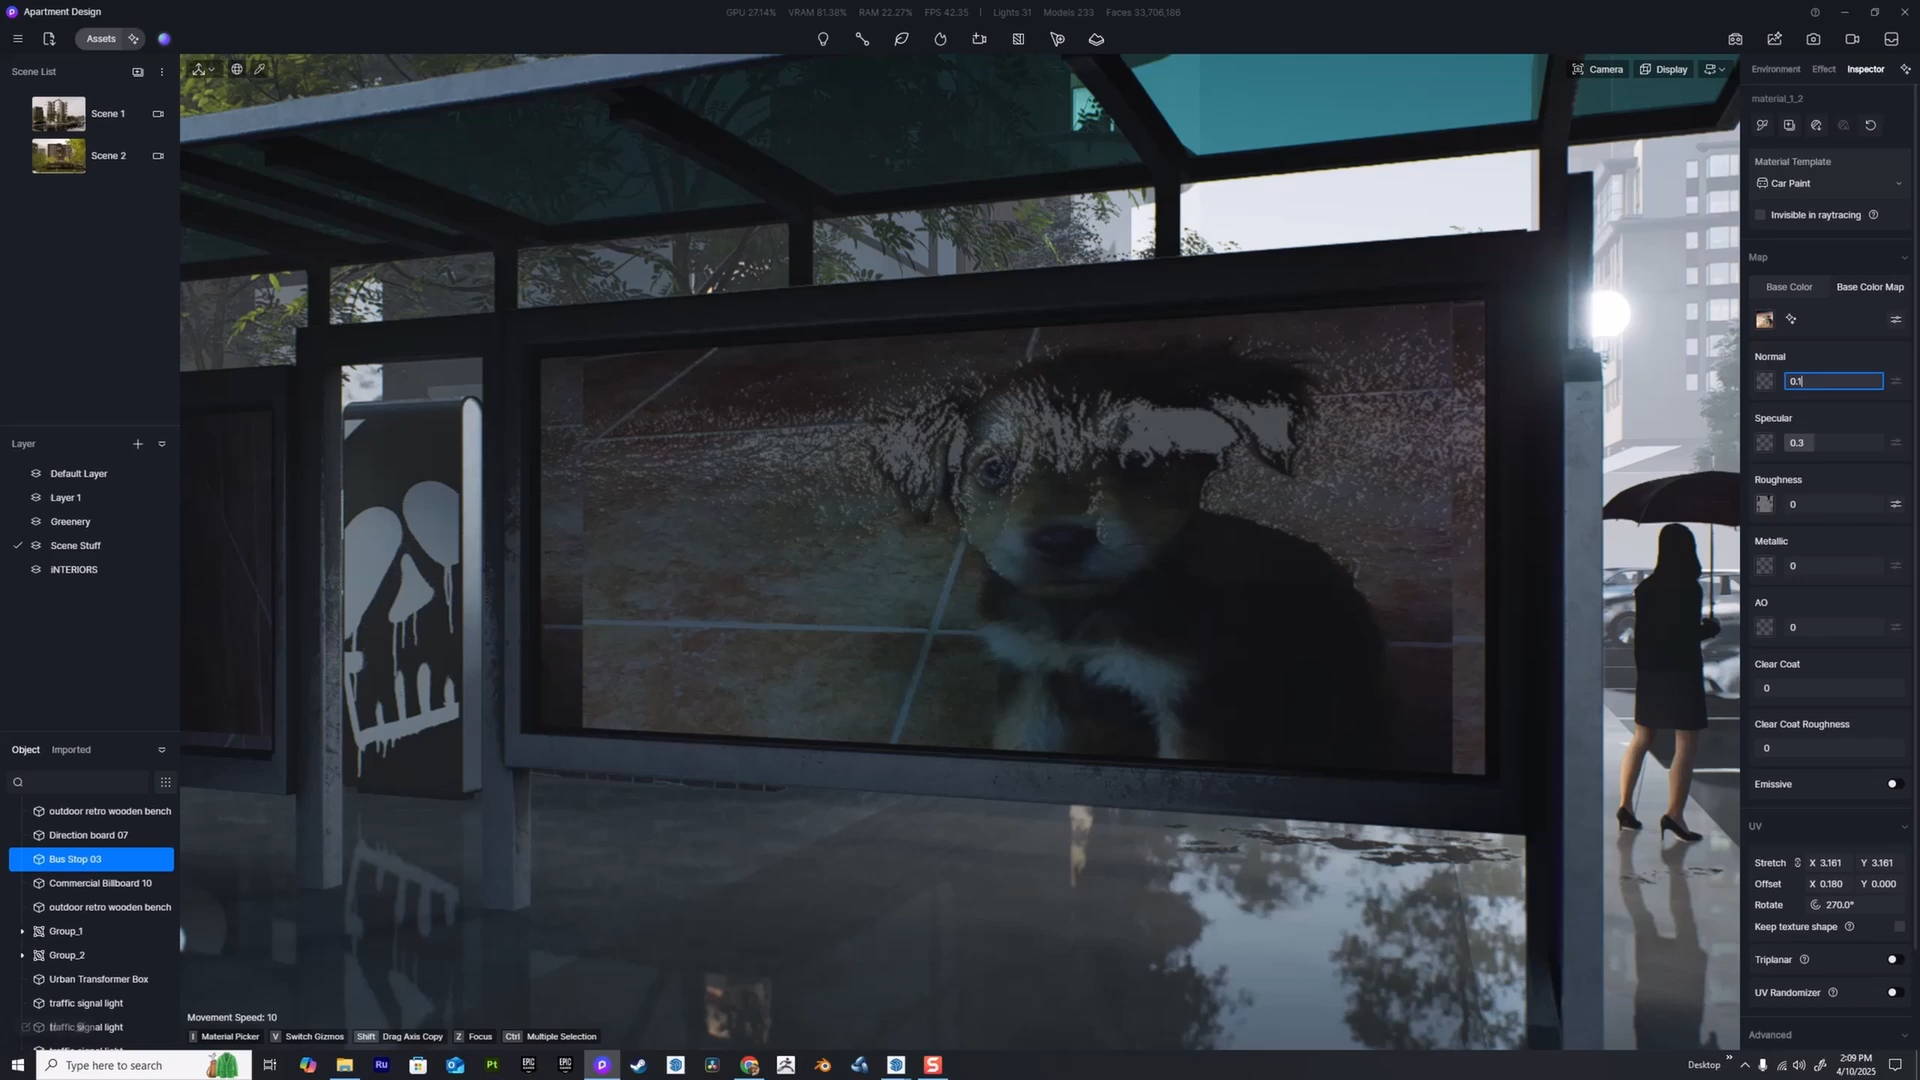 Apartment Design
GPU 27.14% VRAM 81.38% RAM 22.27% FPS 42.35 | Lights 31 Models 233 Faces 33,706,186
Assets
Scene List
Scene 1
Scene 2
Camera
Display
Environment Effect Inspector
material_1_2
Material Template
Car Paint
Invisible in raytracing
Map
Base Color Base Color Map
Normal
0.1
Specular
0.3
Roughness
0
Metallic
0
AO
0
Clear Coat
0
Clear Coat Roughness
0
Emissive
UV
Stretch X 3.161 Y 3.161
Offset X 0.180 Y 0.000
Rotate 270.0°
Keep texture shape
Triplanar
UV Randomizer
Advanced
Layer
Default Layer
Layer 1
Greenery
Scene Stuff
iNTERIORS
Object Imported
outdoor retro wooden bench
Direction board 07
Bus Stop 03
Commercial Billboard 10
outdoor retro wooden bench
Group_1
Group_2
Urban Transformer Box
traffic signal light
traffic signal light
Movement Speed: 10
I Material Picker V Switch Gizmos Shift Drag Axis Copy Z Focus Ctrl Multiple Selection
Type here to search
Ru
Pt
EPIC
EPIC
Desktop
2:09 PM
4/10/2025